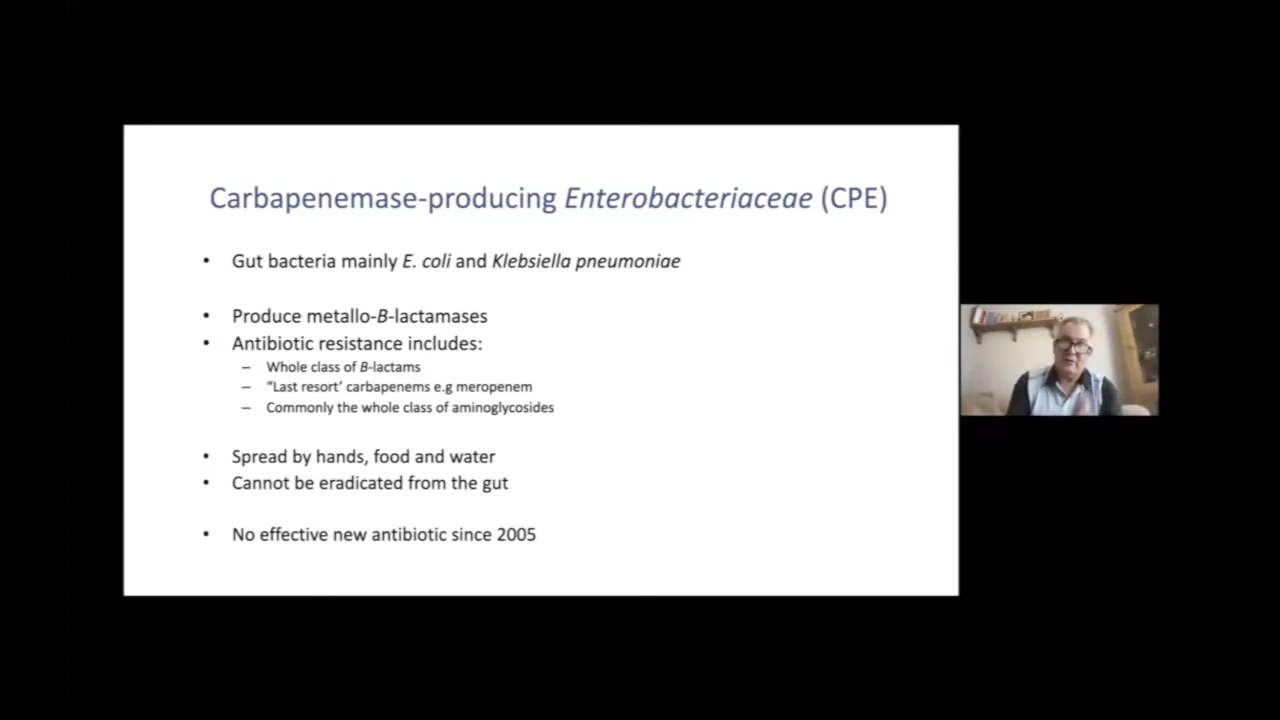 Carbapenemase-producing Enterobacteriaceae (CPE)
• Gut bacteria mainly E. coli and Klebsiella pneumoniae
• Produce metallo-B-lactamases
• Antibiotic resistance includes:
– Whole class of B-lactams
– "Last resort' carbapenems e.g meropenem
– Commonly the whole class of aminoglycosides
• Spread by hands, food and water
• Cannot be eradicated from the gut
• No effective new antibiotic since 2005